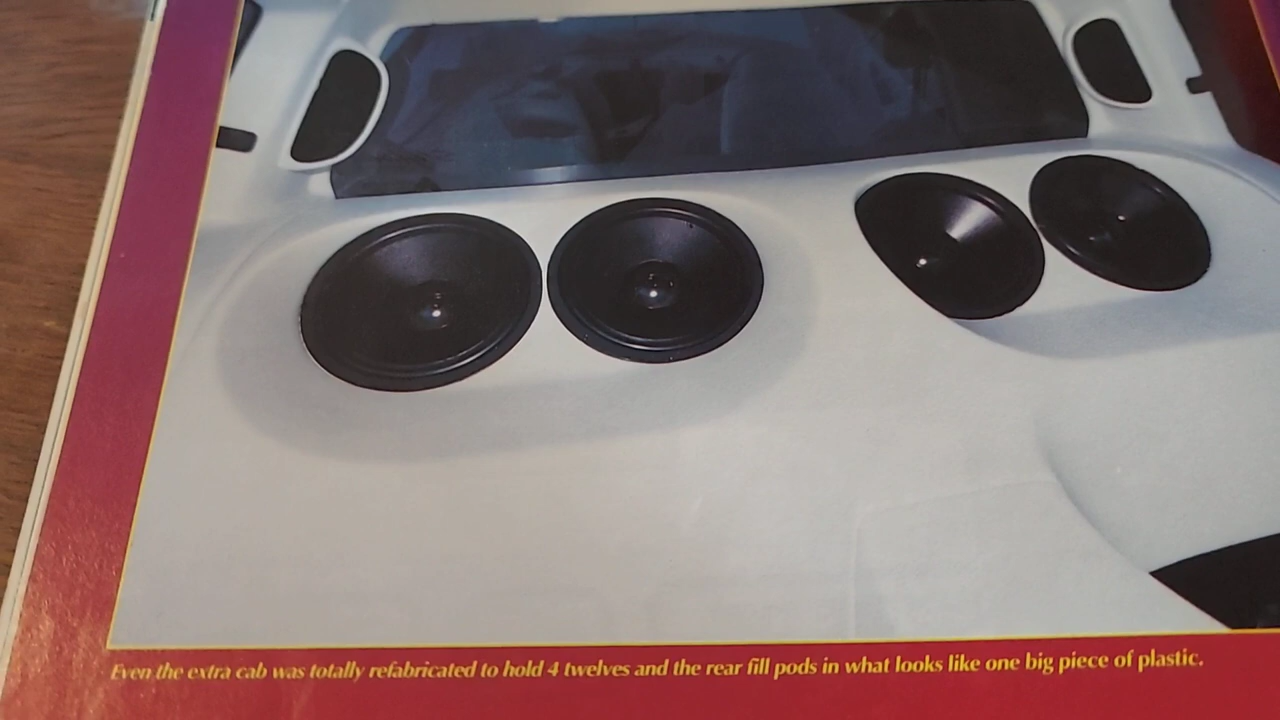 Even the extra cab was totally refabricated to hold 4 twelves and the rear fill pods in what looks like one big piece of plastic.